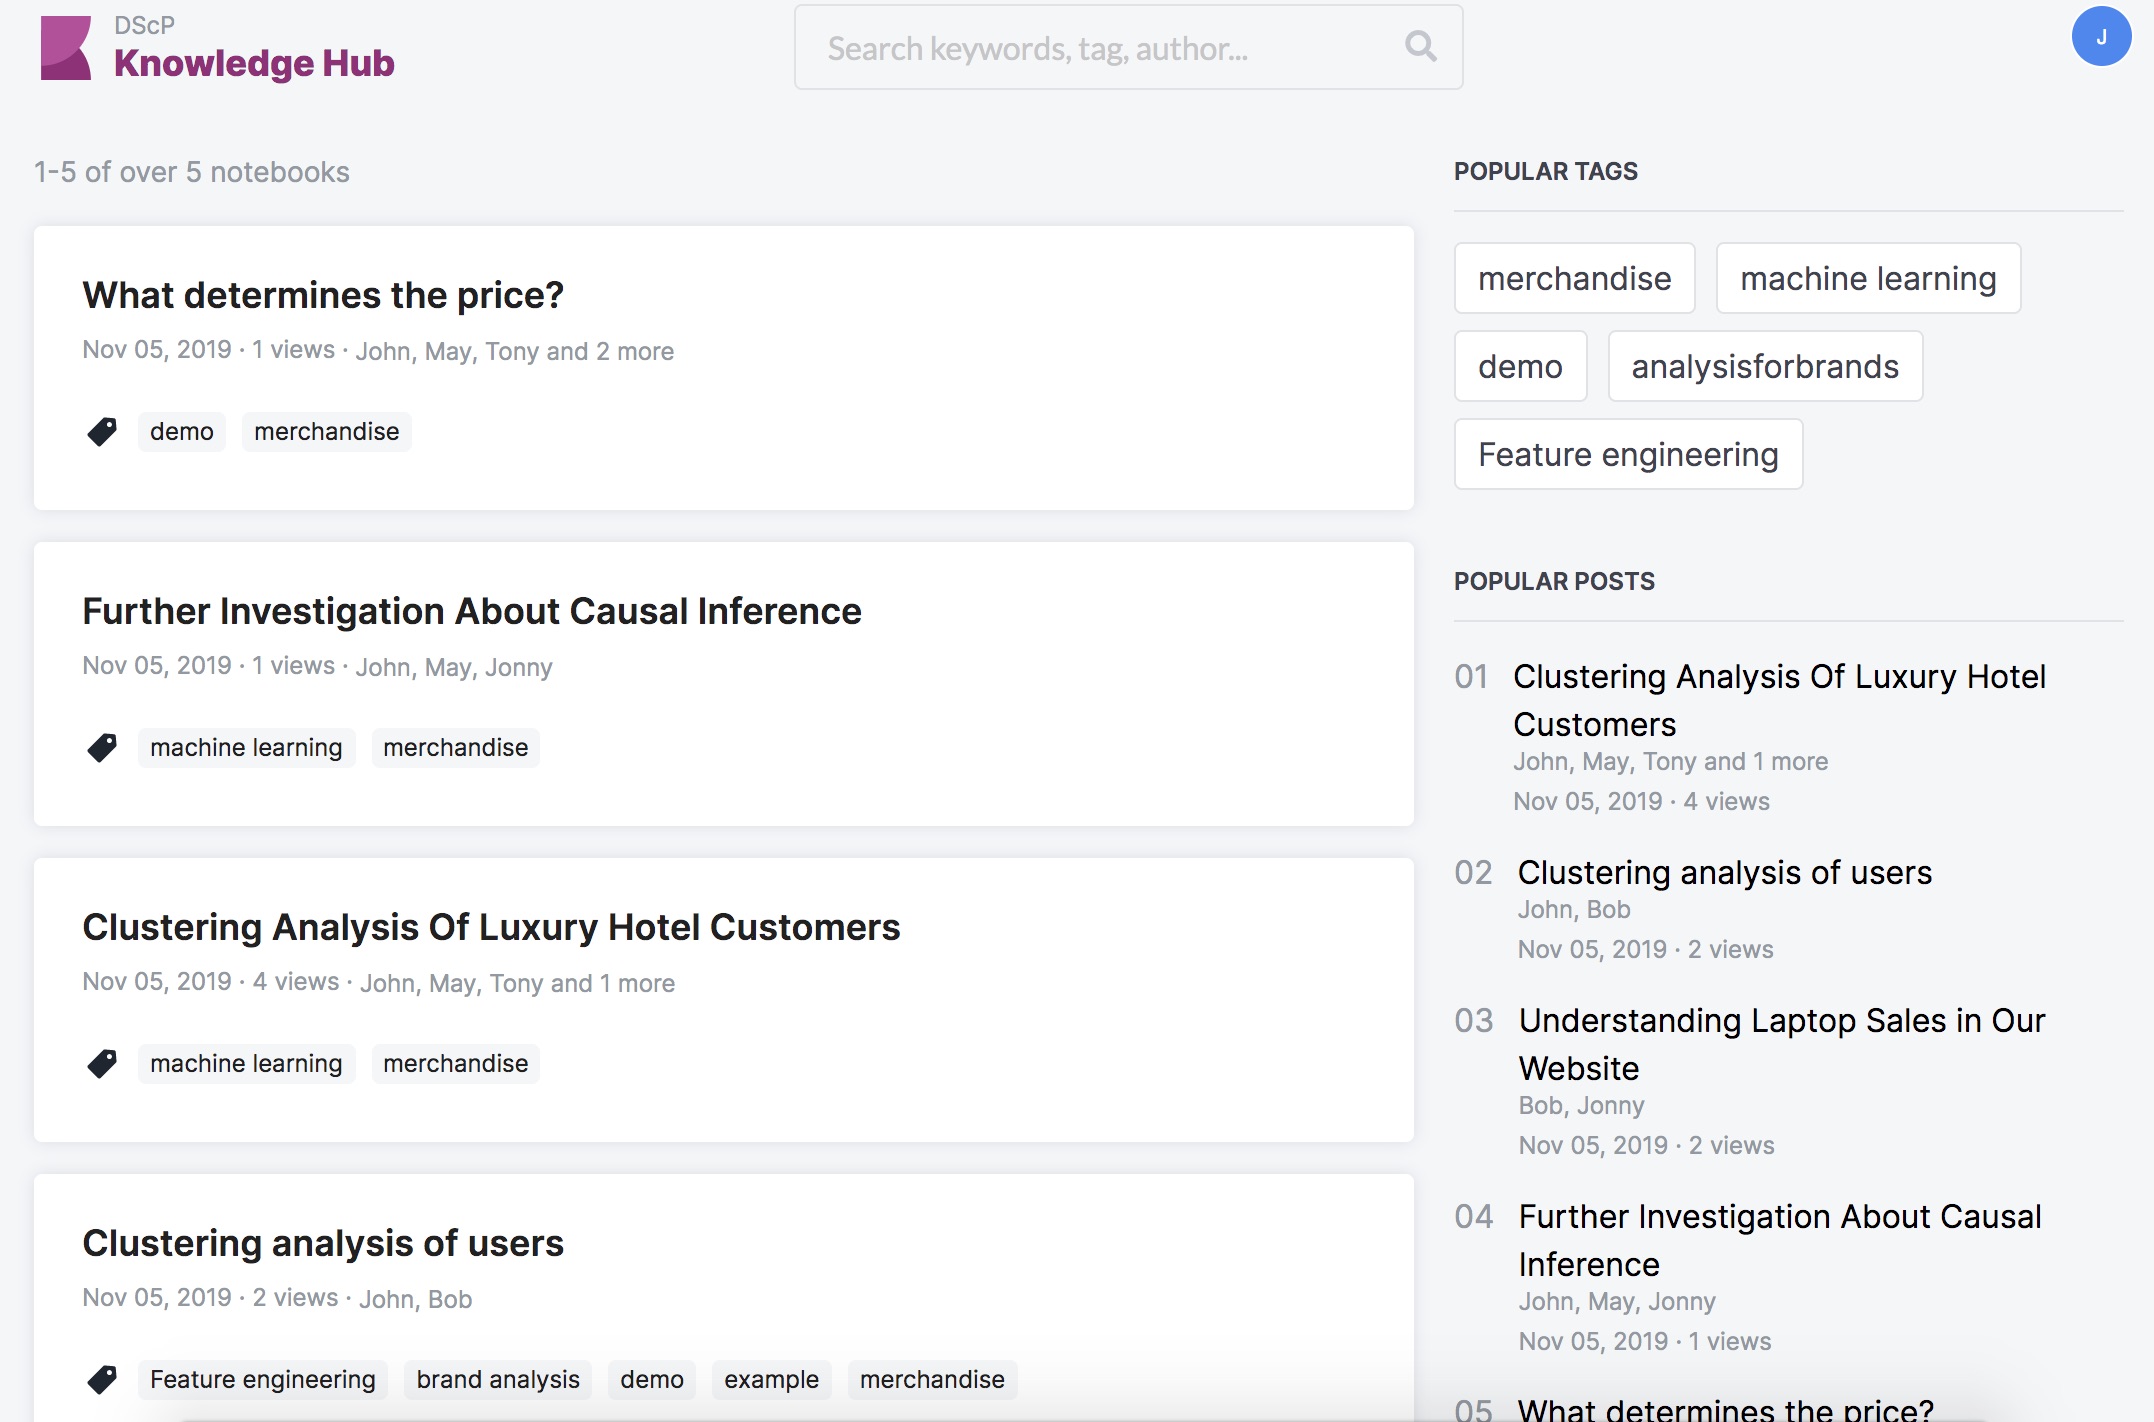 DScP
Knowledge Hub
Search keywords, tag, author...
J
1-5 of over 5 notebooks
What determines the price?
Nov 05, 2019 · 1 views · John, May, Tony and 2 more
demo merchandise
Further Investigation About Causal Inference
Nov 05, 2019 · 1 views · John, May, Jonny
machine learning merchandise
Clustering Analysis Of Luxury Hotel Customers
Nov 05, 2019 · 4 views · John, May, Tony and 1 more
machine learning merchandise
Clustering analysis of users
Nov 05, 2019 · 2 views · John, Bob
Feature engineering brand analysis demo example merchandise
POPULAR TAGS
merchandise machine learning
demo analysisforbrands
Feature engineering
POPULAR POSTS
01 Clustering Analysis Of Luxury Hotel
Customers
John, May, Tony and 1 more
Nov 05, 2019 · 4 views
02 Clustering analysis of users
John, Bob
Nov 05, 2019 · 2 views
03 Understanding Laptop Sales in Our
Website
Bob, Jonny
Nov 05, 2019 · 2 views
04 Further Investigation About Causal
Inference
John, May, Jonny
Nov 05, 2019 · 1 views
05 What determines the price?